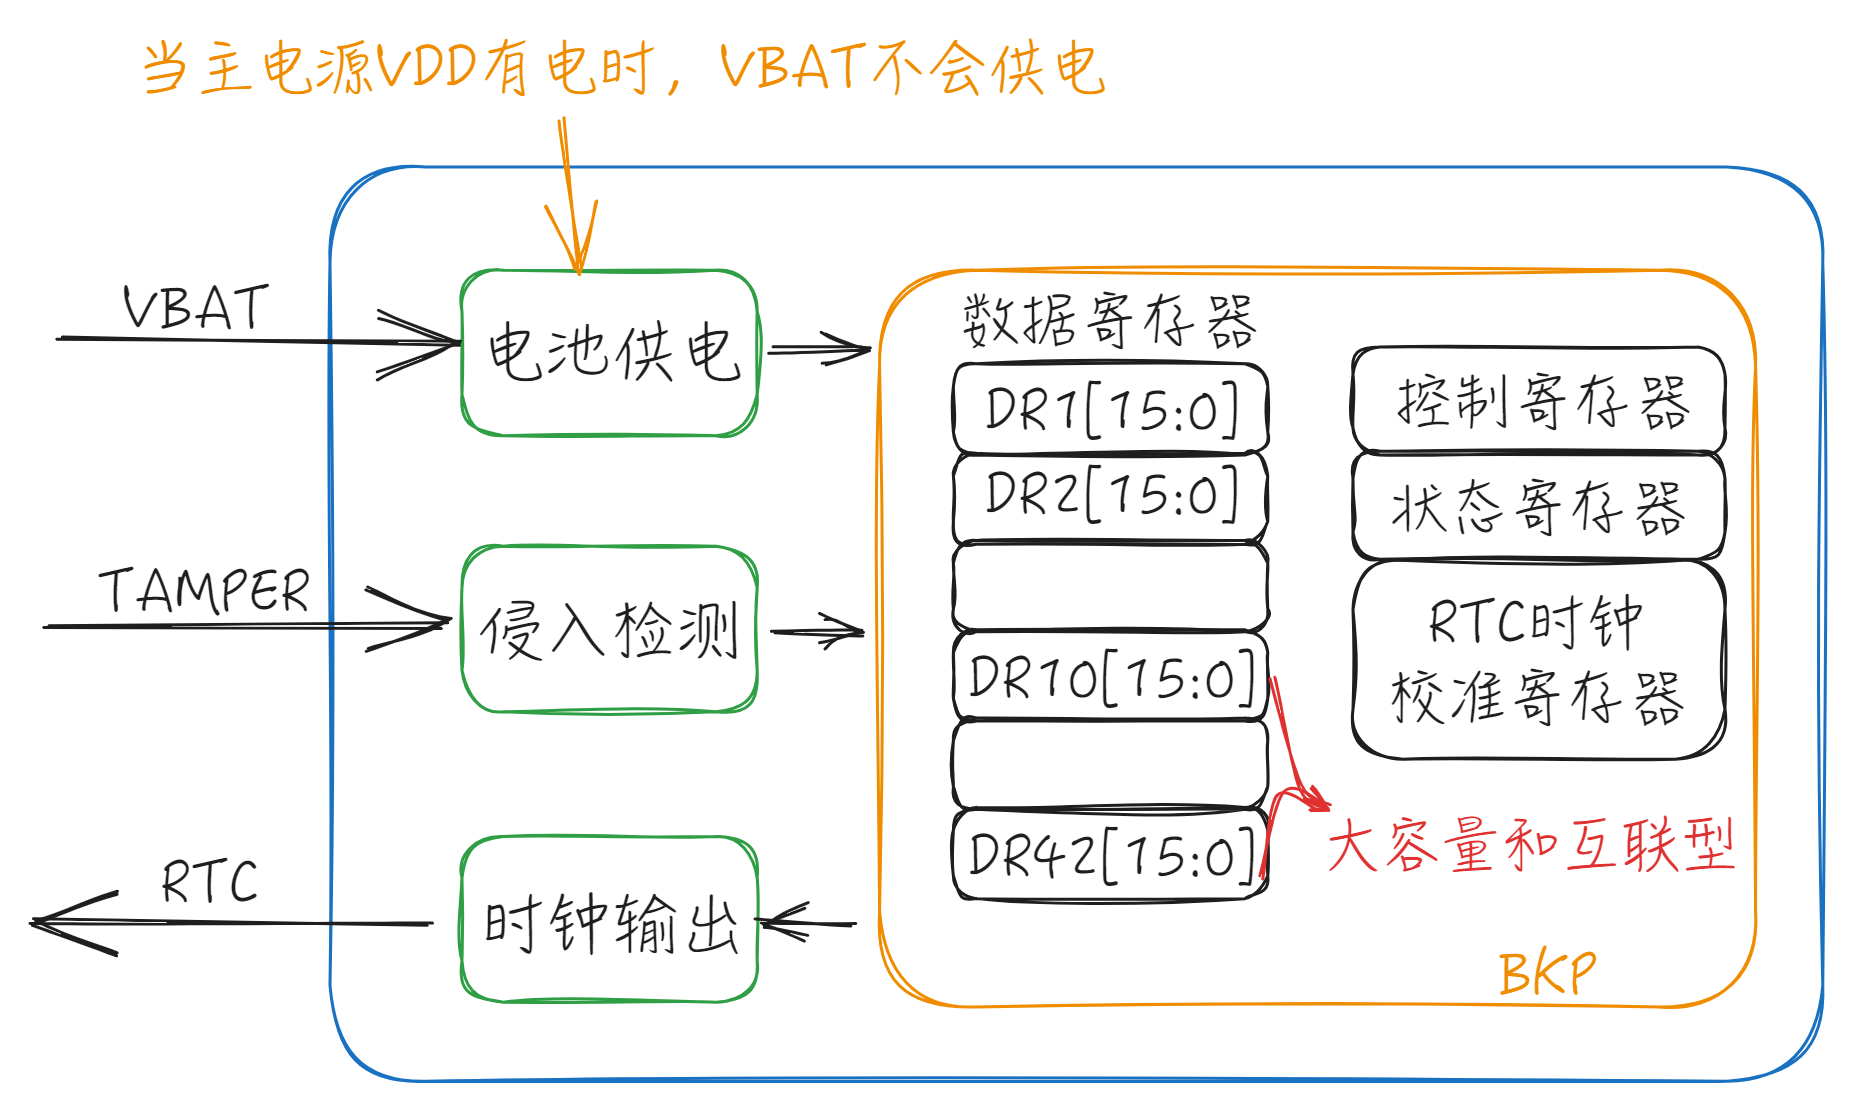 当主电源VDD有电时，VBAT不会供电
VBAT
电池供电
TAMPER
侵入检测
RTC
时钟输出
数据寄存器
DR1[15:0]
DR2[15:0]
DR10[15:0]
DR42[15:0]
控制寄存器
状态寄存器
RTC时钟
校准寄存器
大容量和互联型
BKP